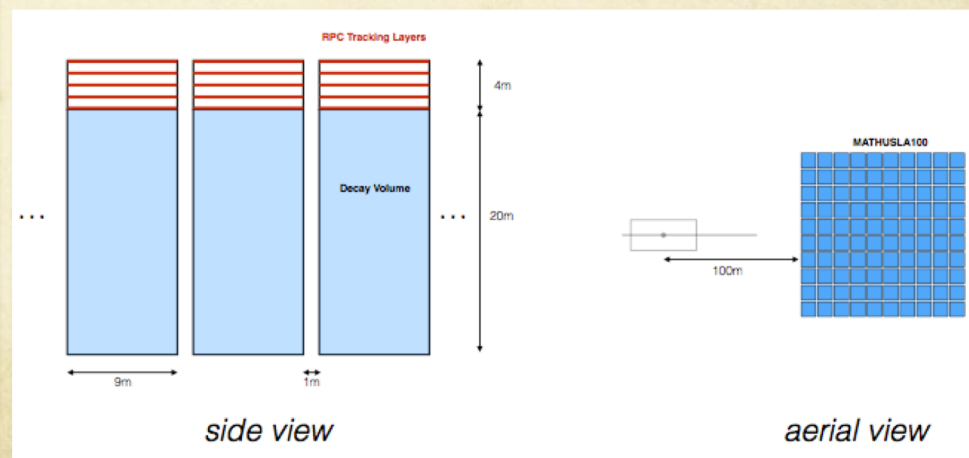 RPC Tracking Layers
4m
MATHUSLA100
Decay Volume
... ... 20m
100m
9m 1m
side view aerial view